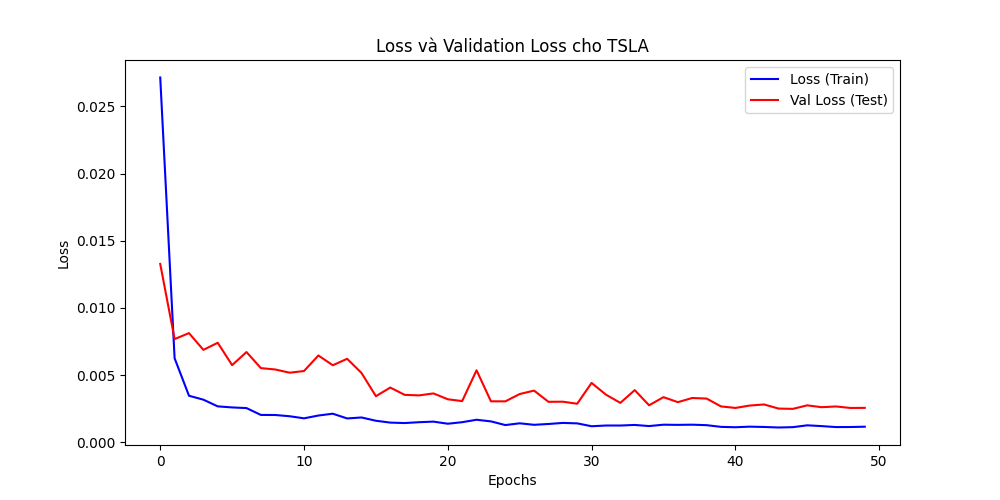 Loss và Validation Loss cho TSLA
Loss (Train)
Val Loss (Test)
Loss
0.025
0.020
0.015
0.010
0.005
0.000
0 10 20 30 40 50
Epochs